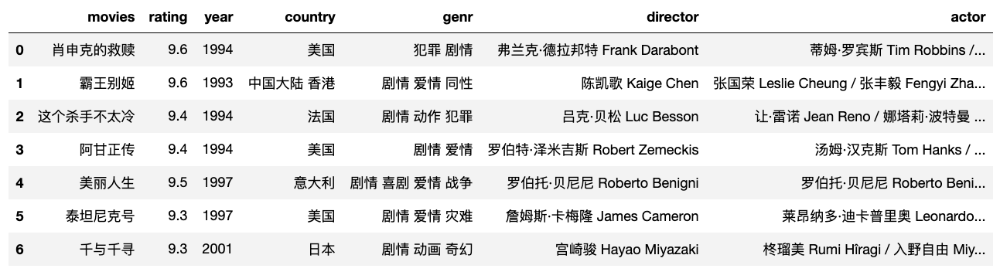 movies rating year country genr director actor
0 肖申克的救赎 9.6 1994 美国 犯罪 剧情 弗兰克·德拉邦特 Frank Darabont 蒂姆·罗宾斯 Tim Robbins /...
1 霸王别姬 9.6 1993 中国大陆 香港 剧情 爱情 同性 陈凯歌 Kaige Chen 张国荣 Leslie Cheung / 张丰毅 Fengyi Zha...
2 这个杀手不太冷 9.4 1994 法国 剧情 动作 犯罪 吕克·贝松 Luc Besson 让·雷诺 Jean Reno / 娜塔莉·波特曼 ...
3 阿甘正传 9.4 1994 美国 剧情 爱情 罗伯特·泽米吉斯 Robert Zemeckis 汤姆·汉克斯 Tom Hanks / ...
4 美丽人生 9.5 1997 意大利 剧情 喜剧 爱情 战争 罗伯托·贝尼尼 Roberto Benigni 罗伯托·贝尼尼 Roberto Beni...
5 泰坦尼克号 9.3 1997 美国 剧情 爱情 灾难 詹姆斯·卡梅隆 James Cameron 莱昂纳多·迪卡普里奥 Leonardo...
6 千与千寻 9.3 2001 日本 剧情 动画 奇幻 宫崎骏 Hayao Miyazaki 柊瑠美 Rumi Hîragi / 入野自由 Miy...